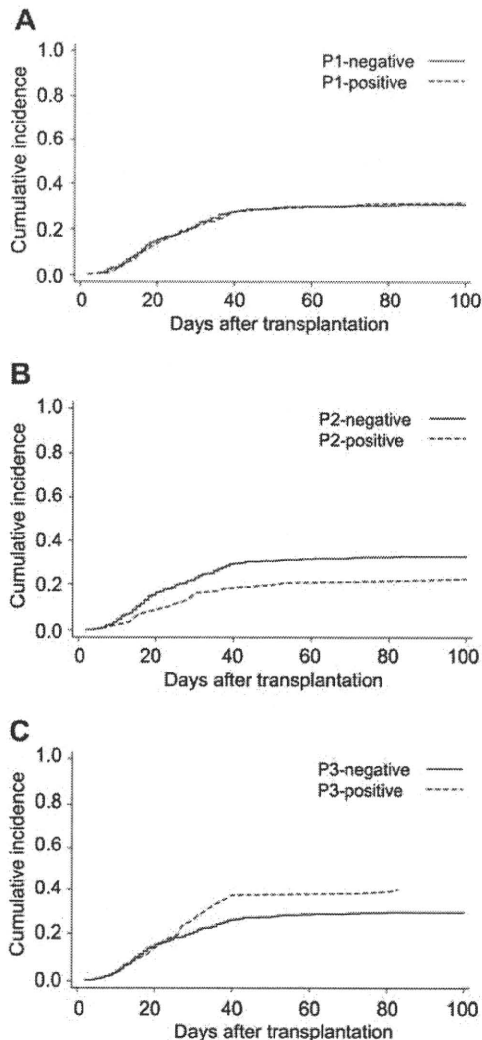 A
Cumulative incidence
1.0
0.8
0.6
0.4
0.2
0.0
P1-negative
P1-positive
0 20 40 60 80 100
Days after transplantation
B
Cumulative incidence
1.0
0.8
0.6
0.4
0.2
0.0
P2-negative
P2-positive
0 20 40 60 80 100
Days after transplantation
C
Cumulative incidence
1.0
0.8
0.6
0.4
0.2
0.0
P3-negative
P3-positive
0 20 40 60 80 100
Days after transplantation